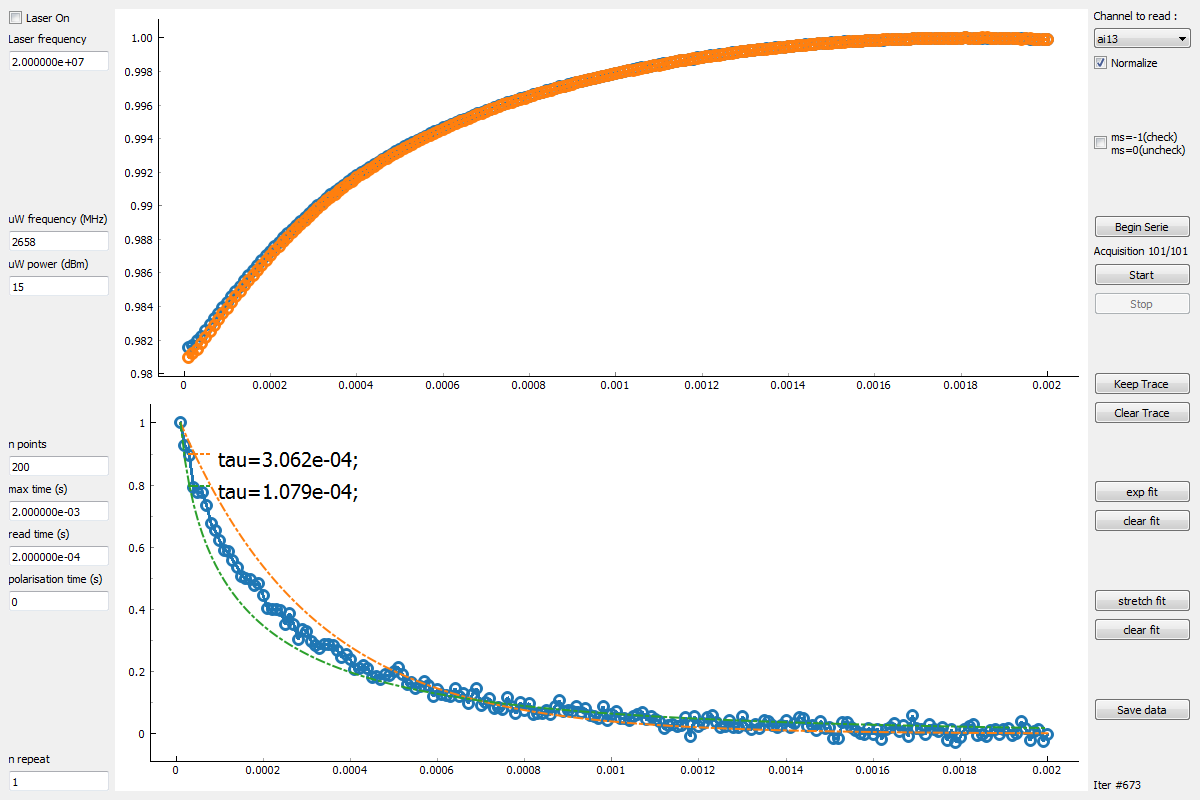 Laser On
Laser frequency
2.000000e+07
uW frequency (MHz)
2658
uW power (dBm)
15
n points
200
max time (s)
2.000000e-03
read time (s)
2.000000e-04
polarisation time (s)
0
n repeat
1
1.00
0.998
0.996
0.994
0.992
0.99
0.988
0.986
0.984
0.982
0.98
0 0.0002 0.0004 0.0006 0.0008 0.001 0.0012 0.0014 0.0016 0.0018 0.002
tau=3.062e-04;
tau=1.079e-04;
1
0.8
0.6
0.4
0.2
0
0 0.0002 0.0004 0.0006 0.0008 0.001 0.0012 0.0014 0.0016 0.0018 0.002
Channel to read :
ai13
Normalize
ms=-1(check)
ms=0(uncheck)
Begin Serie
Acquisition 101/101
Start
Stop
Keep Trace
Clear Trace
exp fit
clear fit
stretch fit
clear fit
Save data
Iter #673